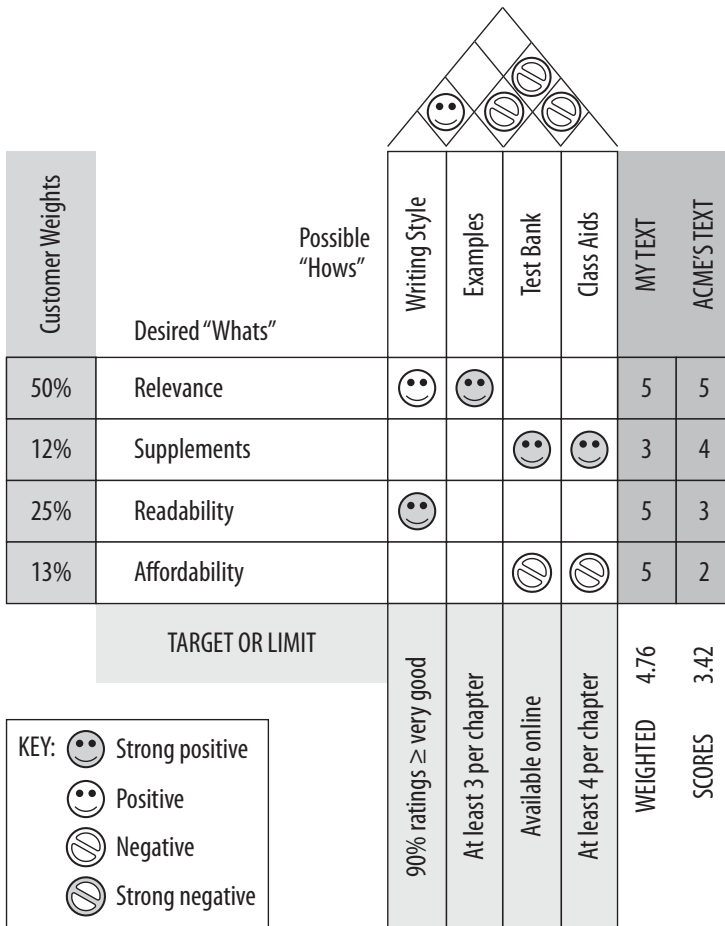 Customer Weights
Possible
"Hows"
Desired "Whats"
Writing Style
Examples
Test Bank
Class Aids
MY TEXT
ACME'S TEXT
50% Relevance 5 5
12% Supplements 3 4
25% Readability 5 3
13% Affordability 5 2
TARGET OR LIMIT
90% ratings ≥ very good
At least 3 per chapter
Available online
At least 4 per chapter
WEIGHTED 4.76
SCORES 3.42
KEY: Strong positive
Positive
Negative
Strong negative